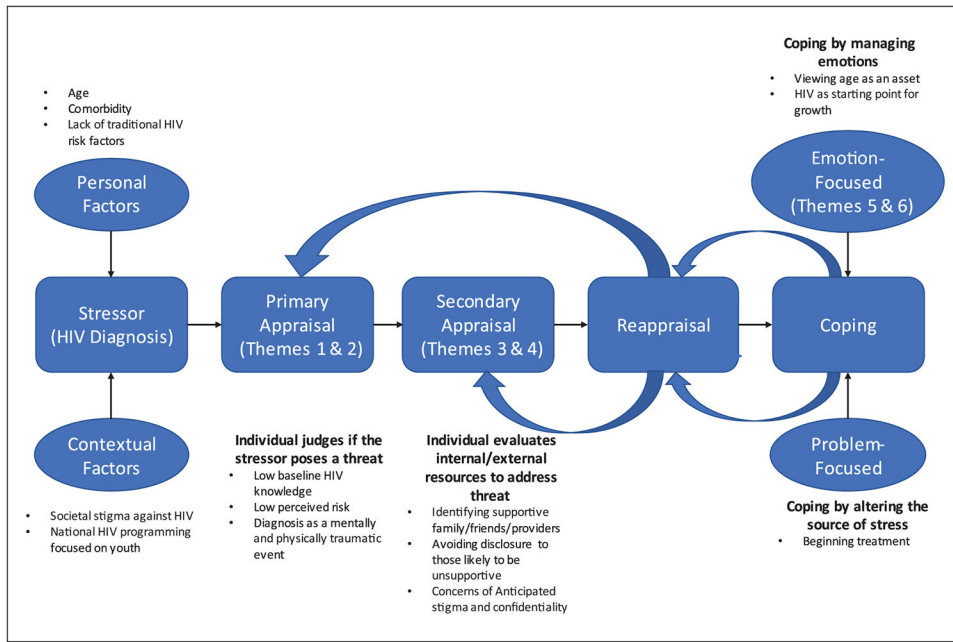 Coping by managing
emotions
• Viewing age as an asset
• HIV as starting point for
growth
• Age
• Comorbidity
• Lack of traditional HIV
risk factors
Personal
Factors
Emotion-
Focused
(Themes 5 & 6)
Stressor
(HIV Diagnosis)
Primary
Appraisal
(Themes 1 & 2)
Secondary
Appraisal
(Themes 3 & 4)
Reappraisal
Coping
Contextual
Factors
Problem-
Focused
• Societal stigma against HIV
• National HIV programming
focused on youth
Individual judges if the
stressor poses a threat
• Low baseline HIV
knowledge
• Low perceived risk
• Diagnosis as a mentally
and physically traumatic
event
Individual evaluates
internal/external
resources to address
threat
• Identifying supportive
family/friends/providers
• Avoiding disclosure to
those likely to be
unsupportive
• Concerns of Anticipated
stigma and confidentiality
Coping by altering the
source of stress
• Beginning treatment